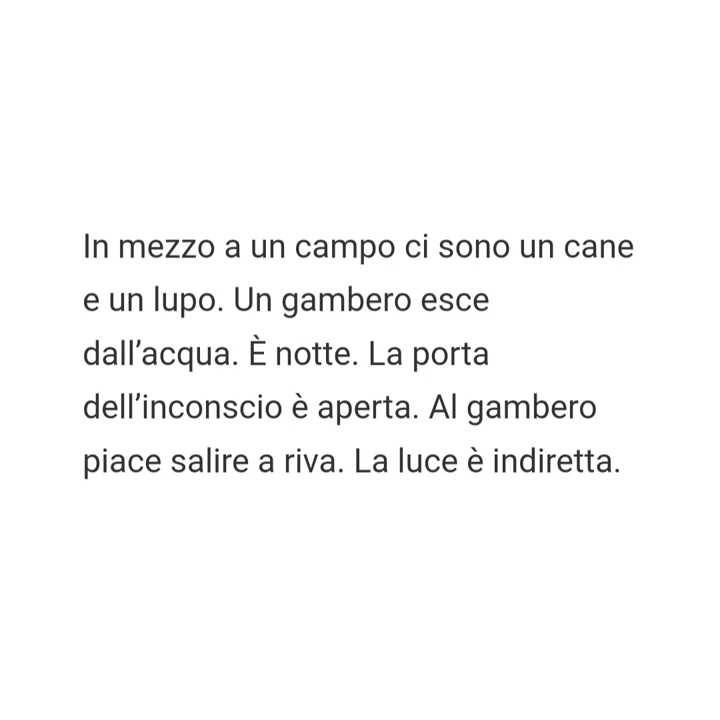 In mezzo a un campo ci sono un cane
e un lupo. Un gambero esce
dall’acqua. È notte. La porta
dell’inconscio è aperta. Al gambero
piace salire a riva. La luce è indiretta.